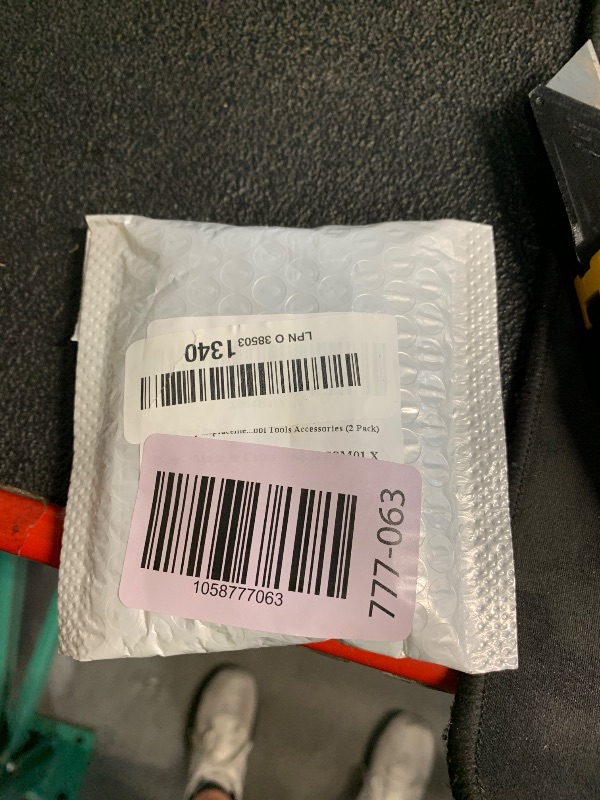 LPN O 38503 1340
Tools Accessories (2 Pack)
1058777063
777-063